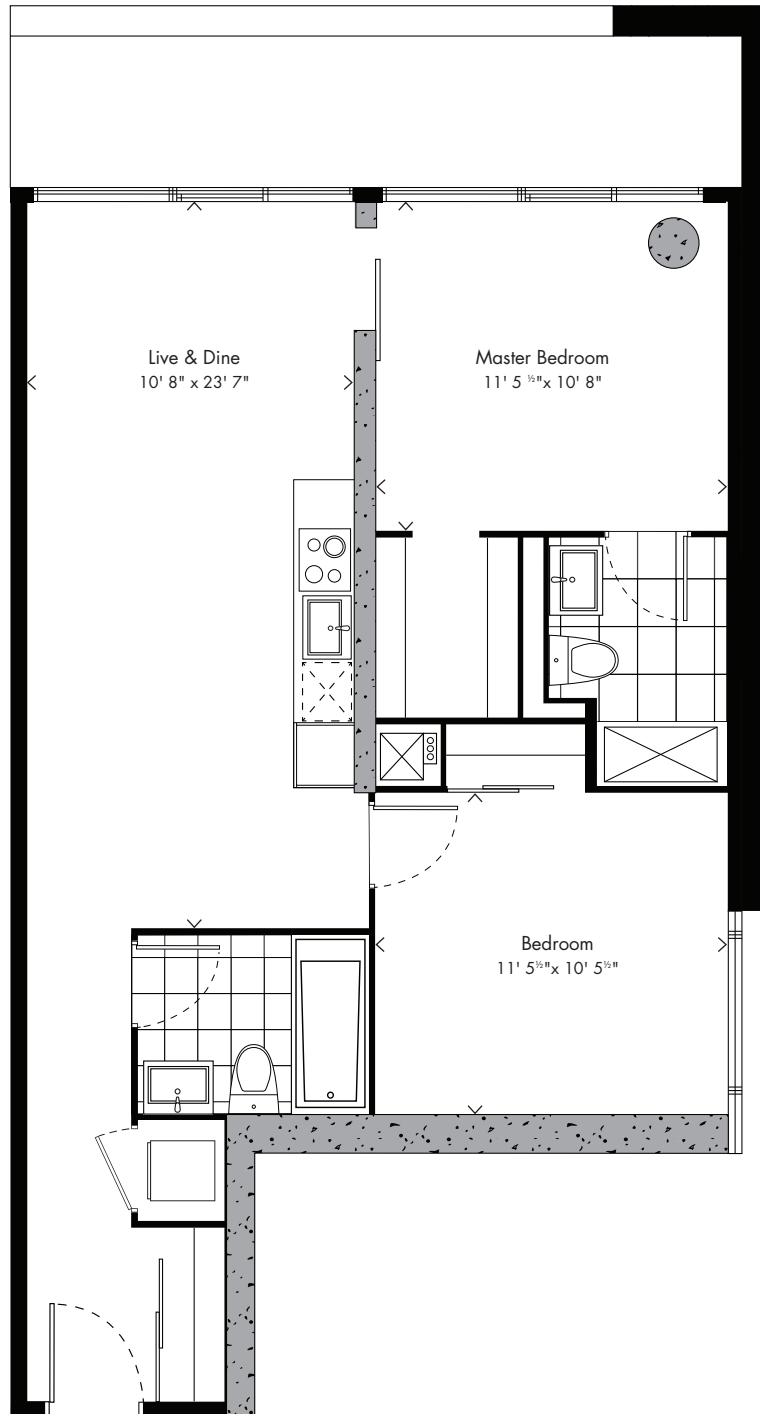 Live & Dine
10' 8" x 23' 7"
Master Bedroom
11' 5 ½"x 10' 8"
Bedroom
11' 5½"x 10' 5½"